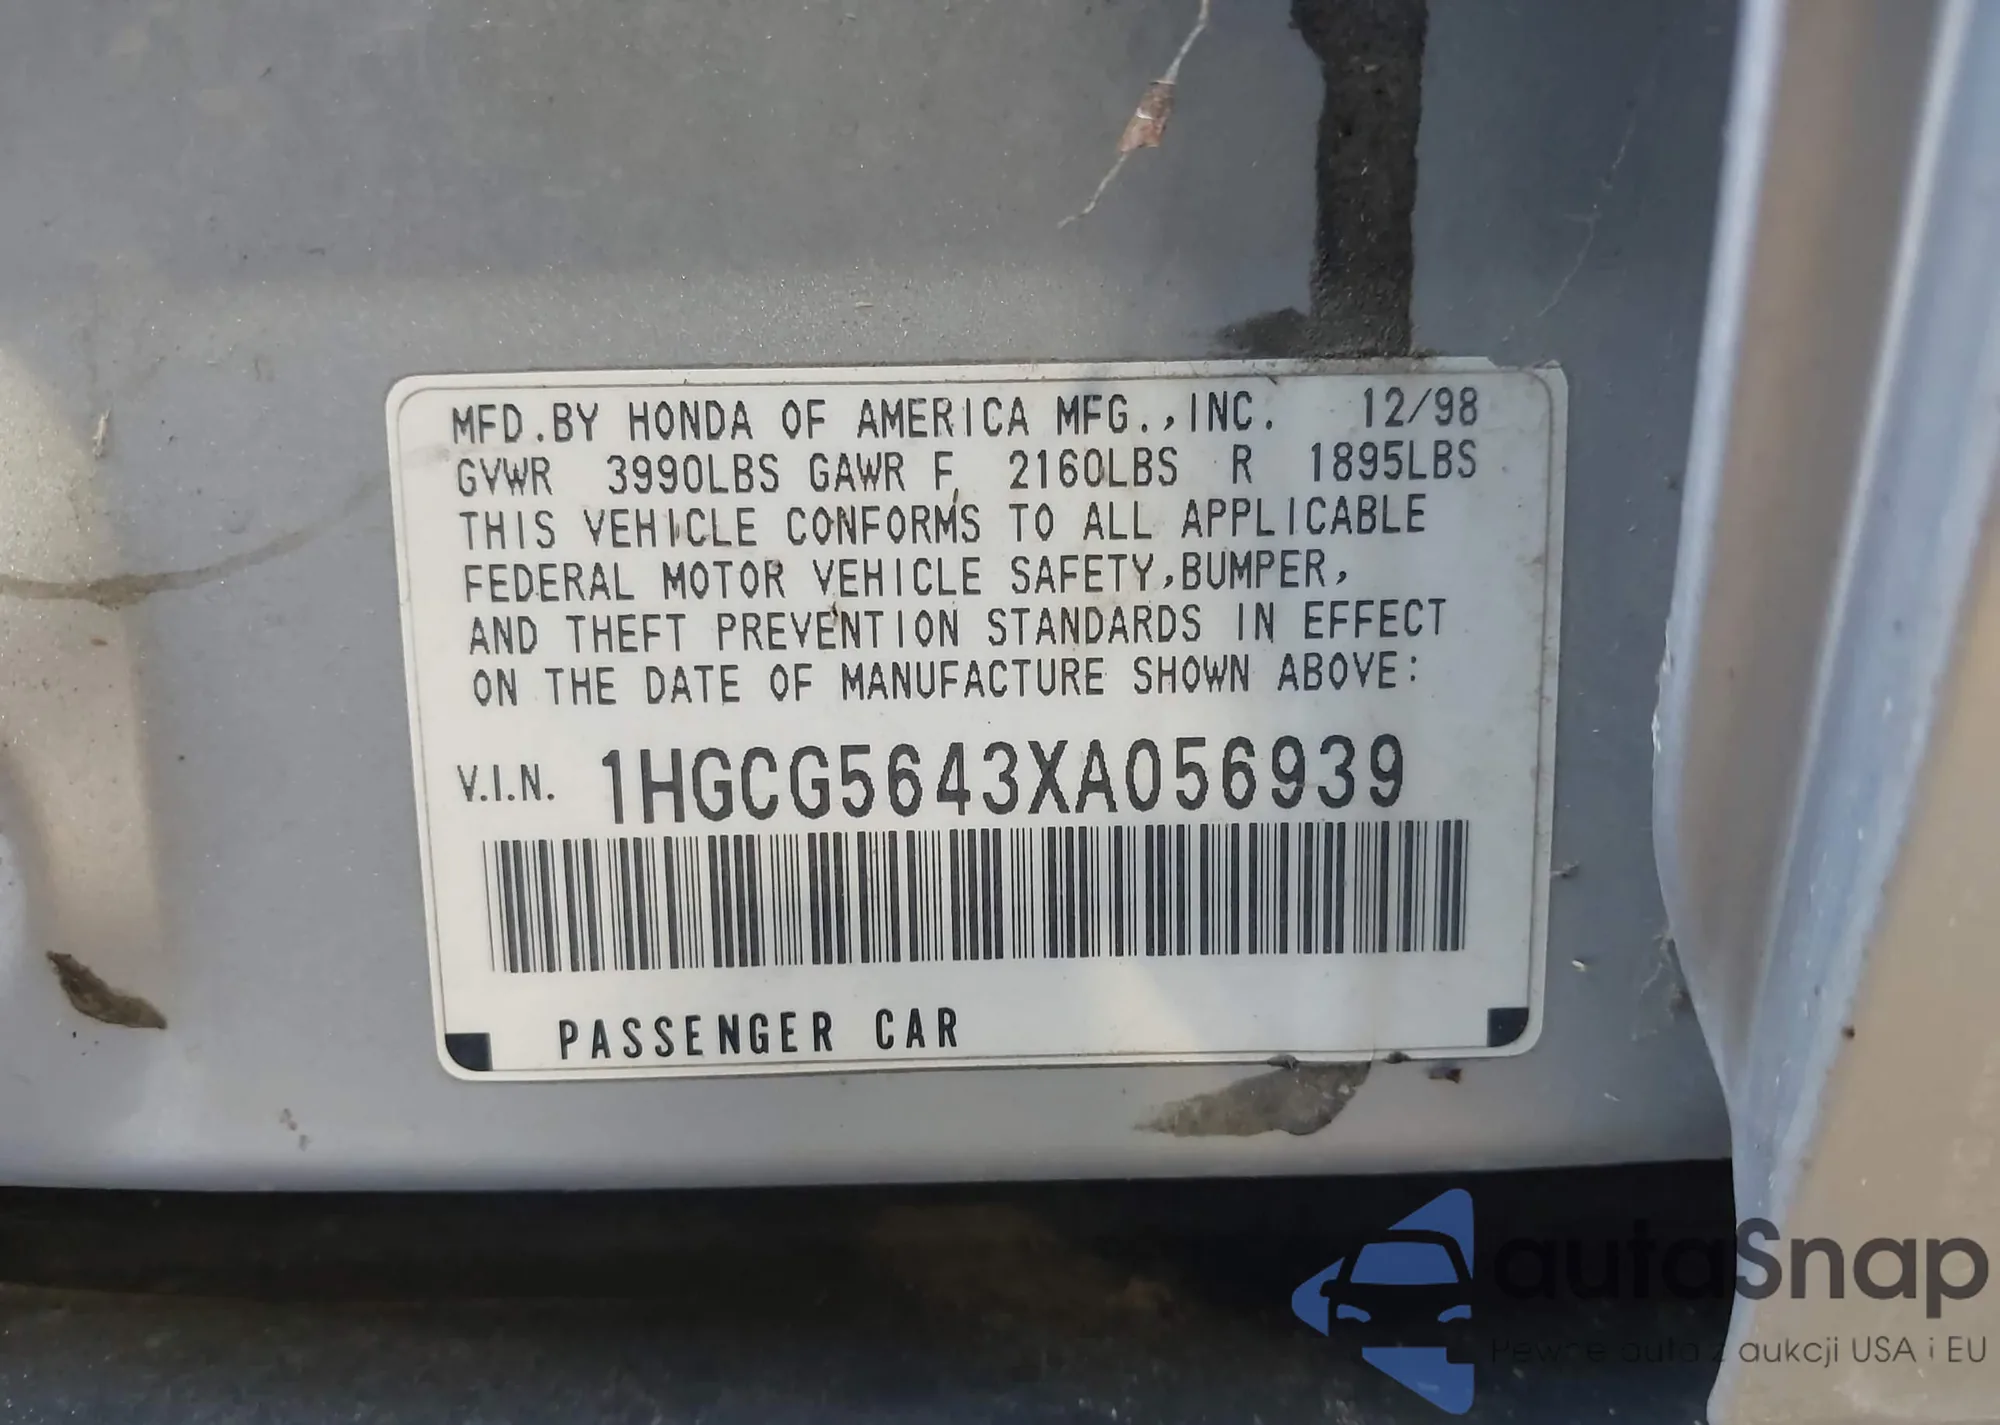 MFD.BY HONDA OF AMERICA MFG.,INC. 12/98
GVWR 3990LBS GAWR F 2160LBS R 1895LBS
THIS VEHICLE CONFORMS TO ALL APPLICABLE
FEDERAL MOTOR VEHICLE SAFETY,BUMPER,
AND THEFT PREVENTION STANDARDS IN EFFECT
ON THE DATE OF MANUFACTURE SHOWN ABOVE:
V.I.N. 1HGCG5643XA056939
PASSENGER CAR
autaSnap
Pewne auta z aukcji USA i EU